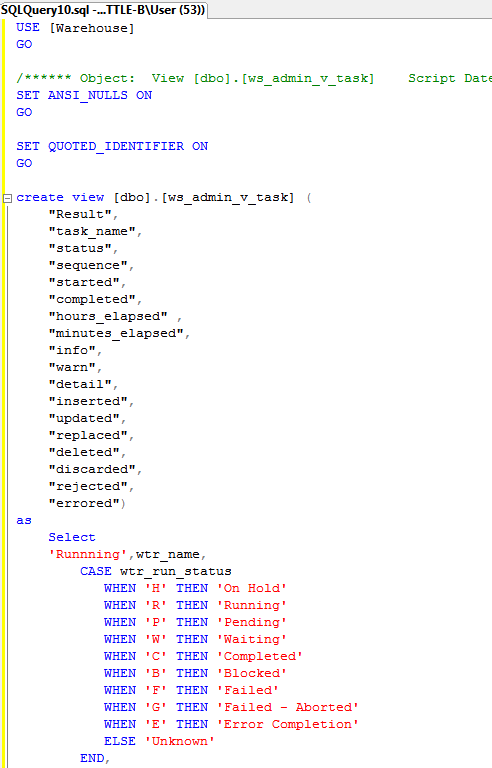 SQLQuery10.sql -...TTLE-B\User (53))
USE [Warehouse]
GO
/****** Object:  View [dbo].[ws_admin_v_task]    Script Date
SET ANSI_NULLS ON
GO
SET QUOTED_IDENTIFIER ON
GO
create view [dbo].[ws_admin_v_task] (
"Result",
"task_name",
"status",
"sequence",
"started",
"completed",
"hours_elapsed" ,
"minutes_elapsed",
"info",
"warn",
"detail",
"inserted",
"updated",
"replaced",
"deleted",
"discarded",
"rejected",
"errored")
as
Select
'Runnning',wtr_name,
CASE wtr_run_status
WHEN 'H' THEN 'On Hold'
WHEN 'R' THEN 'Running'
WHEN 'P' THEN 'Pending'
WHEN 'W' THEN 'Waiting'
WHEN 'C' THEN 'Completed'
WHEN 'B' THEN 'Blocked'
WHEN 'F' THEN 'Failed'
WHEN 'G' THEN 'Failed - Aborted'
WHEN 'E' THEN 'Error Completion'
ELSE 'Unknown'
END,